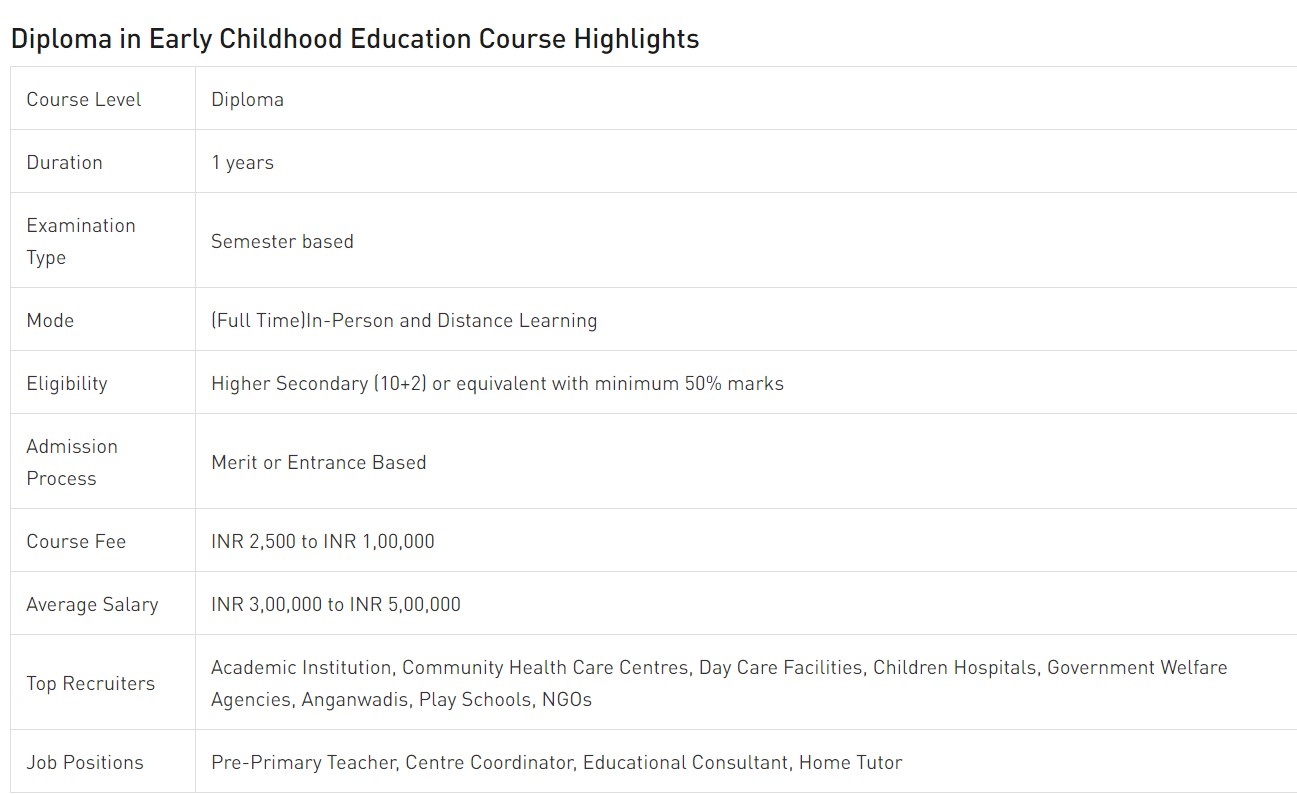 Diploma in Early Childhood Education Course Highlights
Course Level
Diploma
Duration
1 years
Examination
Type
Semester based
Mode
(Full Time)In-Person and Distance Learning
Eligibility
Higher Secondary (10+2) or equivalent with minimum 50% marks
Admission
Process
Merit or Entrance Based
Course Fee
INR 2,500 to INR 1,00,000
Average Salary
INR 3,00,000 to INR 5,00,000
Top Recruiters
Academic Institution, Community Health Care Centres, Day Care Facilities, Children Hospitals, Government Welfare
Agencies, Anganwadis, Play Schools, NGOs
Job Positions
Pre-Primary Teacher, Centre Coordinator, Educational Consultant, Home Tutor